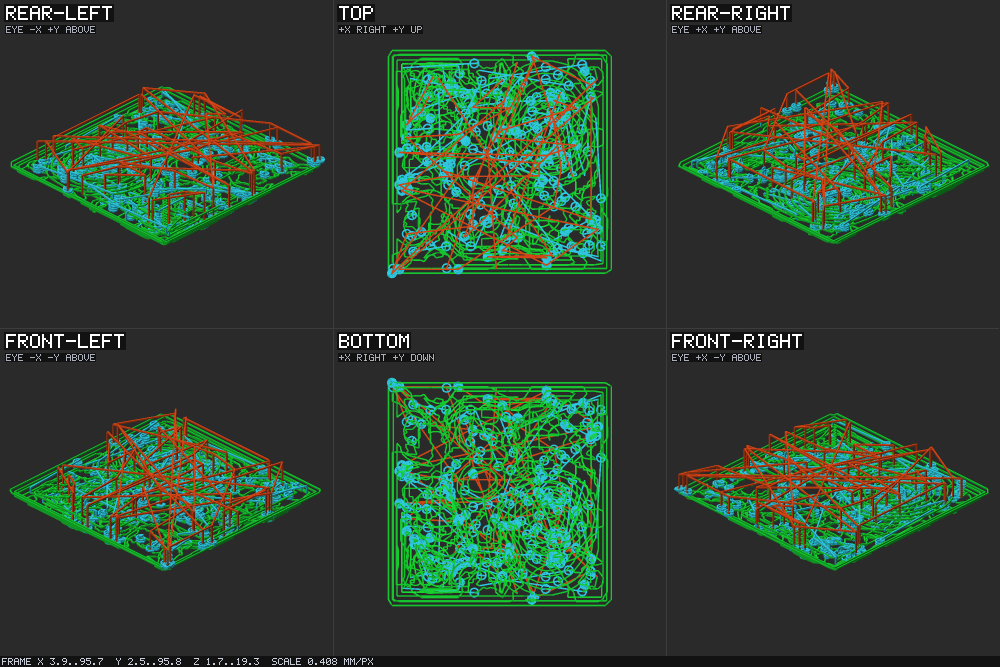 REAR-LEFT
EYE -X +Y ABOVE
TOP
+X RIGHT +Y UP
REAR-RIGHT
EYE +X +Y ABOVE
FRONT-LEFT
EYE -X -Y ABOVE
BOTTOM
+X RIGHT +Y DOWN
FRONT-RIGHT
EYE +X -Y ABOVE
FRAME X 3.9..95.7 Y 2.5..95.8 Z 1.7..19.3 SCALE 0.408 MM/PX